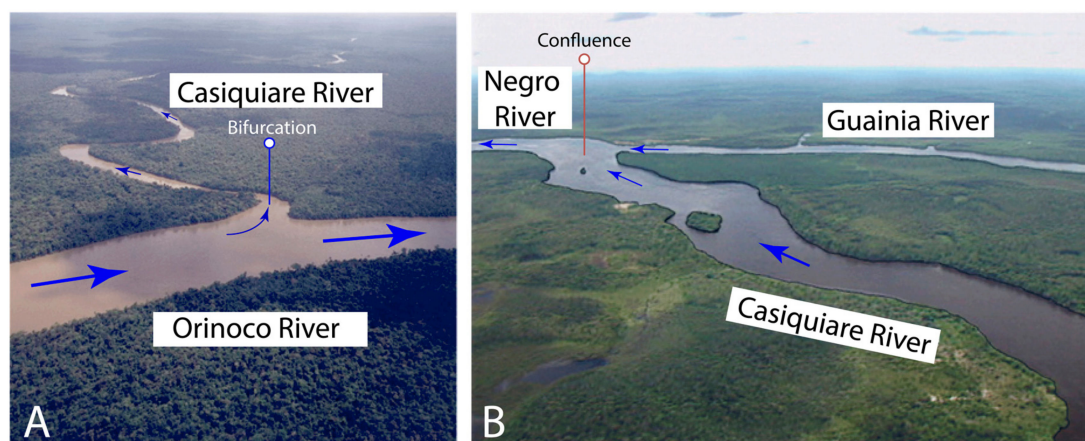 Casiquiare River
Bifurcation
Orinoco River
A
Confluence
Negro
River
Guainia River
Casiquiare River
B